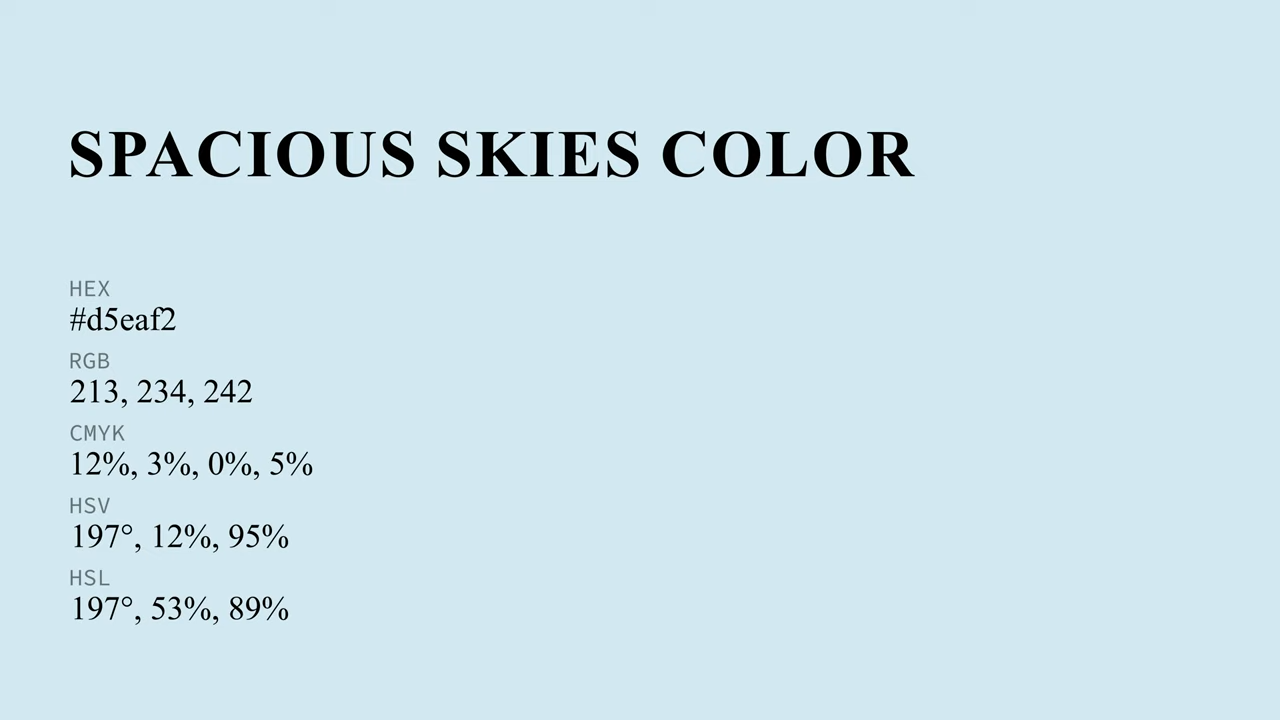 SPACIOUS SKIES COLOR
HEX
#d5eaf2
RGB
213, 234, 242
CMYK
12%, 3%, 0%, 5%
HSV
197°, 12%, 95%
HSL
197°, 53%, 89%